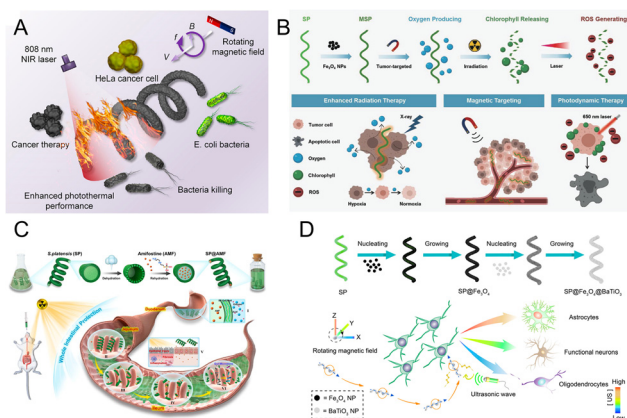 A
808 nm
NIR laser
B
f
V
Rotating
magnetic field
HeLa cancer cell
Cancer therapy
E. coli bacteria
Enhanced photothermal
performance
Bacteria killing
B
SP
MSP
Oxygen Producing
Chlorophyll Releasing
ROS Generating
Fe₃O₄ NPs
Tumor-targeted
Irradiation
Laser
Enhanced Radiation Therapy
Magnetic Targeting
Photodynamic Therapy
Tumor cell
Apoptotic cell
Oxygen
Chlorophyll
ROS
X-ray
Hypoxia
Normoxia
650 nm laser
C
S.platensis (SP)
Dehydration
Amifostine (AMF)
Rehydration
SP@AMF
Whole Intestinal Protection
D
Nucleating
Growing
Nucleating
Growing
SP
SP@Fe₃O₄
SP@Fe₃O₄@BaTiO₃
Z
Y
X
Rotating magnetic field
= Fe₃O₄ NP
= BaTiO₃ NP
Ultrasonic wave
Astrocytes
Functional neurons
Oligodendrocytes
High
[US]
Low